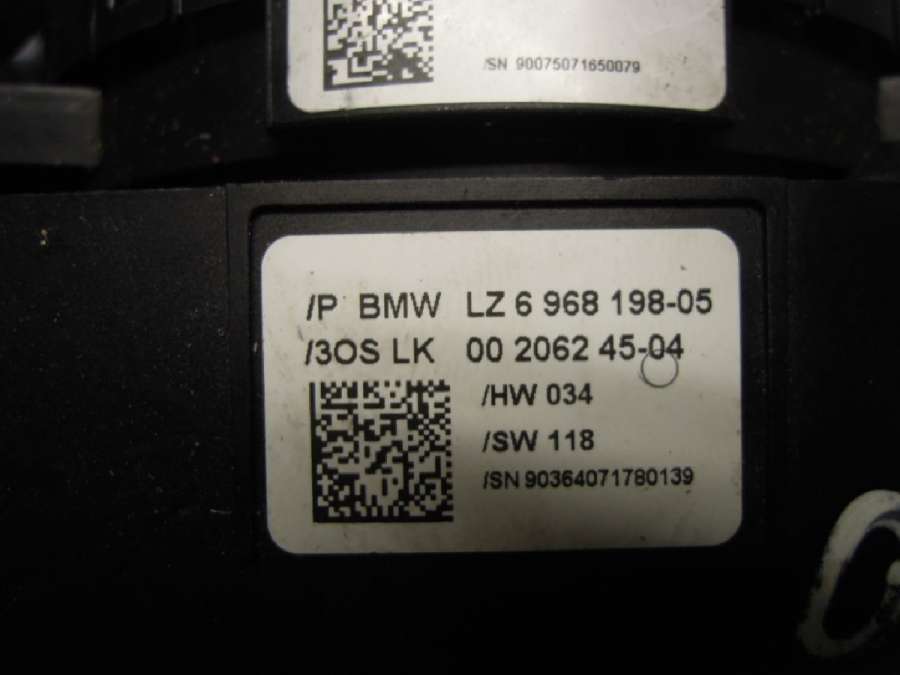 /SN 90075071650079
/P BMW LZ 6 968 198-05
/3OS LK 00 2062 45-04
/HW 034
/SW 118
/SN 90364071780139